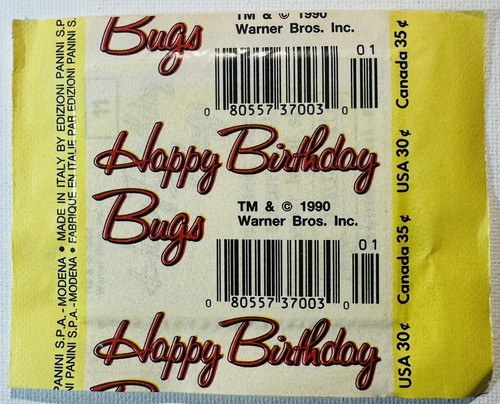 Bugs
TM & © 1990
Warner Bros. Inc.
01
0 80557 37003 0
Happy Birthday
Bugs
TM & © 1990
Warner Bros. Inc.
01
0 80557 37003 0
Happy Birthday
PANINI S.P.A.-MODENA • MADE IN ITALY BY EDIZIONI PANINI S.P
NI PANINI S.P.A.-MODENA • FABRIQUE EN ITALIE PAR EDIZIONI PANINI S.
USA 30¢ Canada 35¢
USA 30¢ Canada 35¢